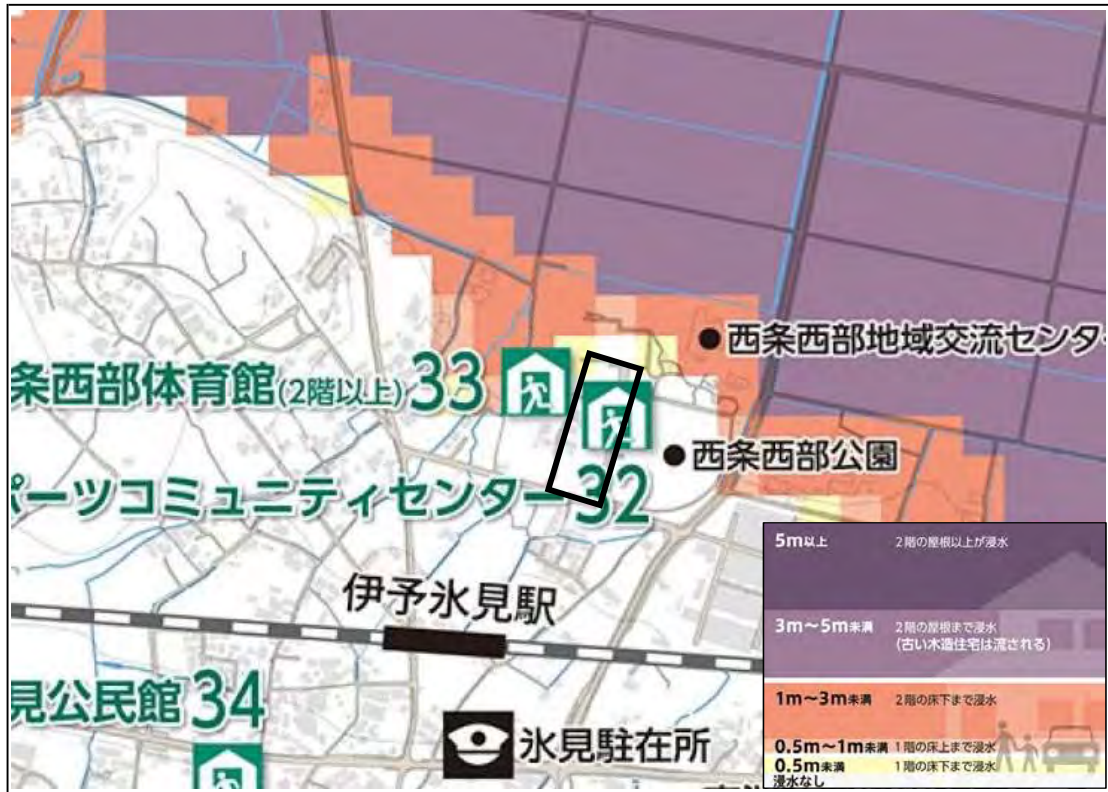 西条西部地域交流センタ
条西部体育館(2階以上)33
西条西部公園
ポーツコミュニティセンター32
伊予氷見駅
見公民館34
氷見駐在所
5m以上 2階の屋根以上が浸水
3m～5m未満 2階の屋根まで浸水
(古い木造住宅は流される)
1m～3m未満 2階の床下まで浸水
0.5m～1m未満 1階の床上まで浸水
0.5m未満 1階の床下まで浸水
浸水なし